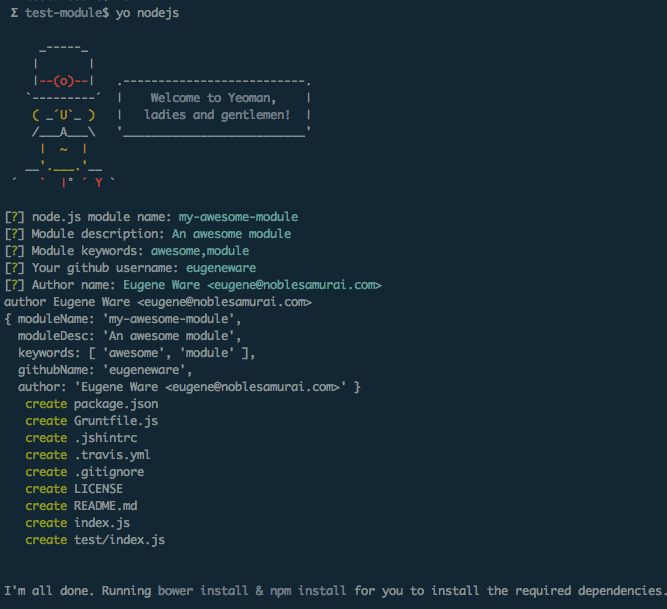 Σ test-module$ yo nodejs
     _-----_
    |       |
    |--(o)--|   .--------------------------.
   `---------´  |    Welcome to Yeoman,    |
    ( _´U`_ )   |   ladies and gentlemen!  |
    /___A___\   '__________________________'
     |  ~  |
   __'.___.'__
 ´   `  |° ´ Y `
[?] node.js module name: my-awesome-module
[?] Module description: An awesome module
[?] Module keywords: awesome,module
[?] Your github username: eugeneware
[?] Author name: Eugene Ware <eugene@noblesamurai.com>
author Eugene Ware <eugene@noblesamurai.com>
{ moduleName: 'my-awesome-module',
  moduleDesc: 'An awesome module',
  keywords: [ 'awesome', 'module' ],
  githubName: 'eugeneware',
  author: 'Eugene Ware <eugene@noblesamurai.com>' }
   create package.json
   create Gruntfile.js
   create .jshintrc
   create .travis.yml
   create .gitignore
   create LICENSE
   create README.md
   create index.js
   create test/index.js
I'm all done. Running bower install & npm install for you to install the required dependencies.